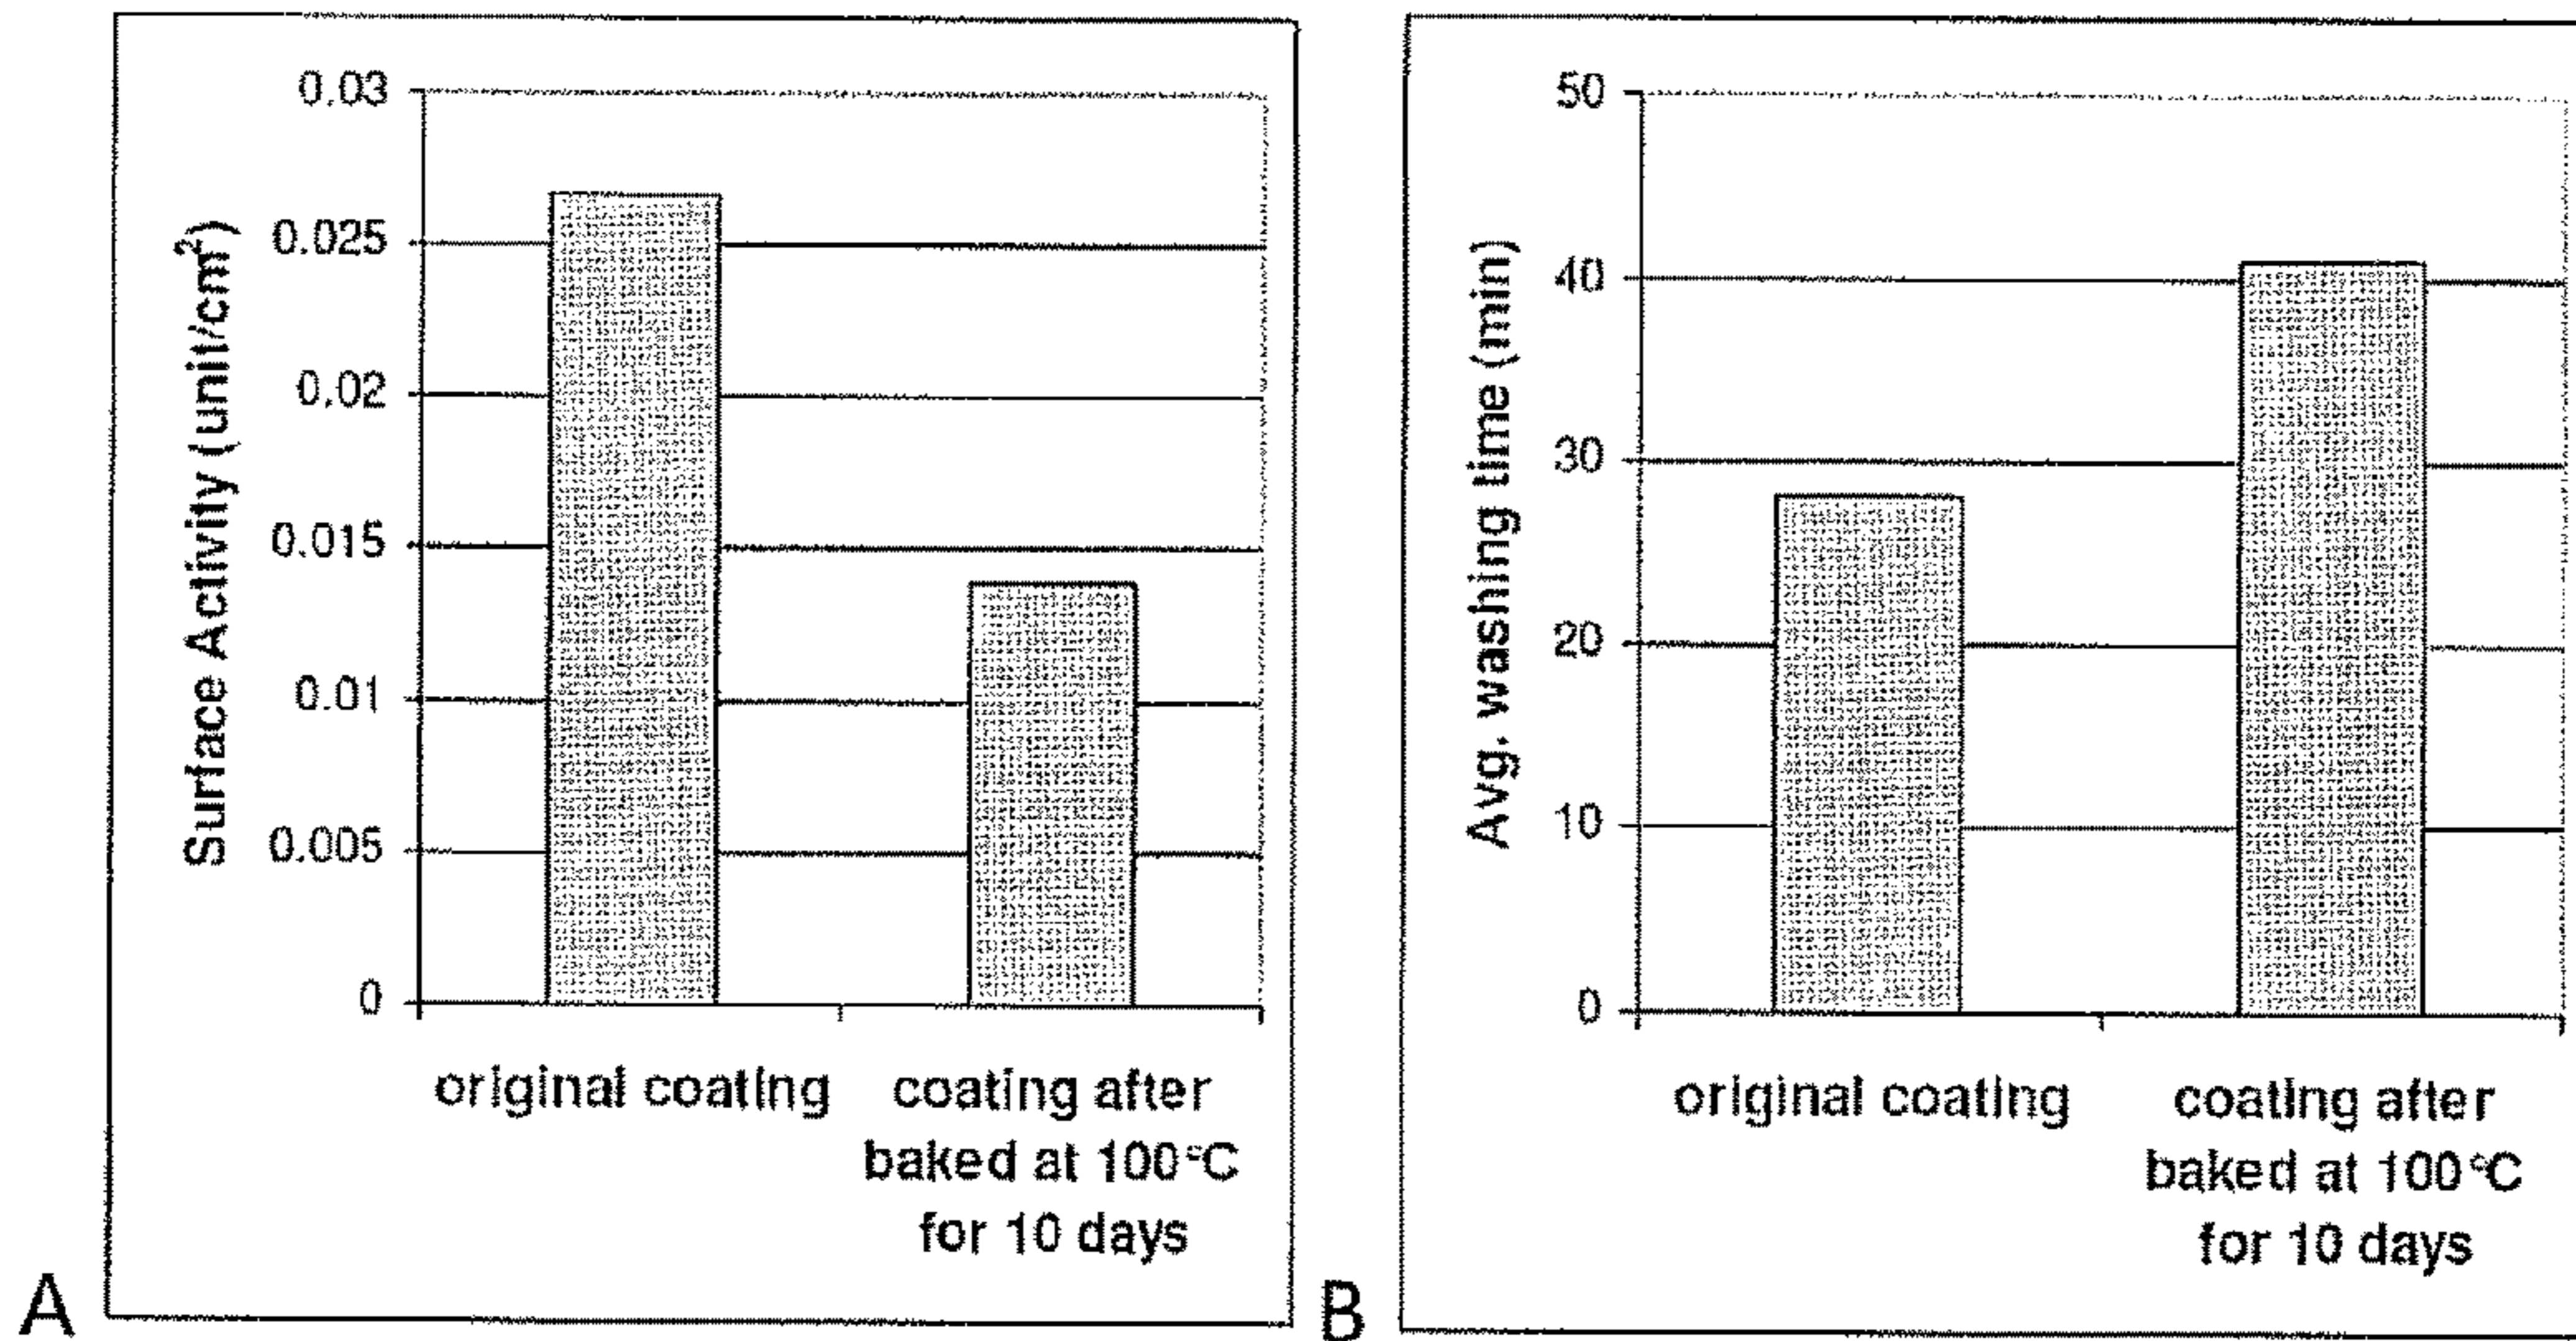 Surface Activity (unit/cm²)
0.03
0.025
0.02
0.015
0.01
0.005
0
original coating
coating after
baked at 100°C
for 10 days
A
Avg. washing time (min)
50
40
30
20
10
0
original coating
coating after
baked at 100°C
for 10 days
B